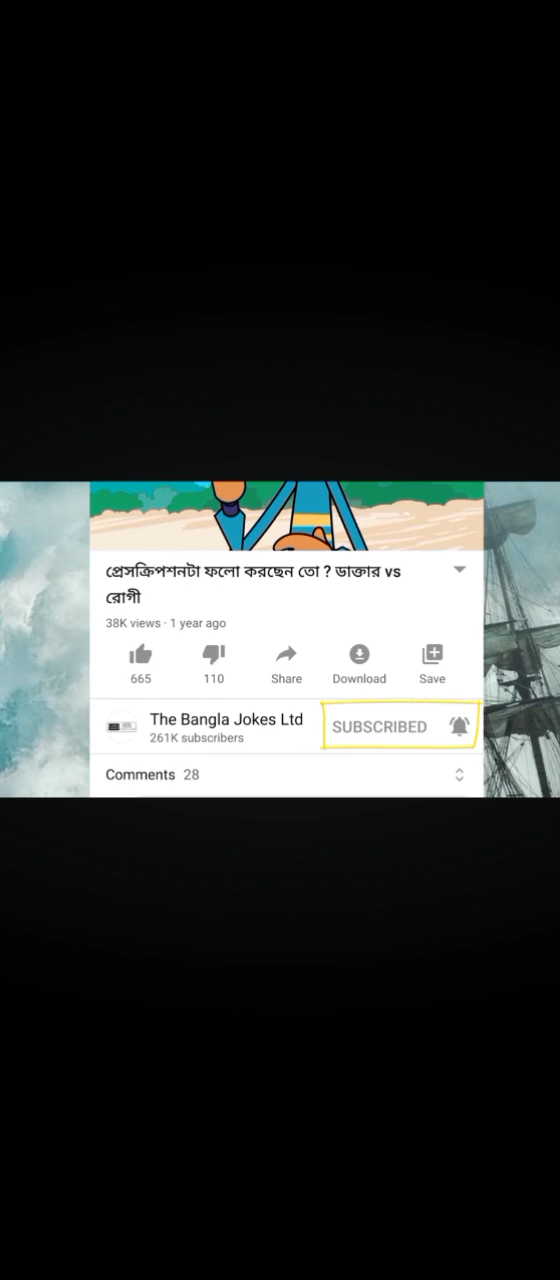 প্রেসক্রিপশনটা ফলো করছেন তো ? ডাক্তার vs
রোগী
38K views · 1 year ago
665
110
Share
Download
Save
The Bangla Jokes Ltd
SUBSCRIBED
261K subscribers
Comments 28